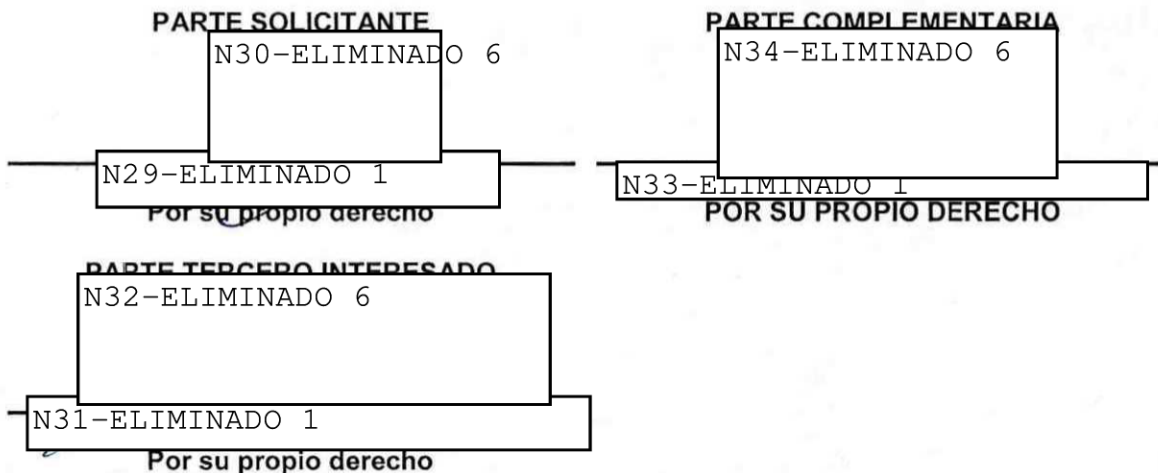 PARTE SOLICITANTE
N30-ELIMINADO 6
N29-ELIMINADO 1
Por su propio derecho
PARTE COMPLEMENTARIA
N34-ELIMINADO 6
N33-ELIMINADO 1
POR SU PROPIO DERECHO
PARTE TERCERO INTERESADO
N32-ELIMINADO 6
N31-ELIMINADO 1
Por su propio derecho